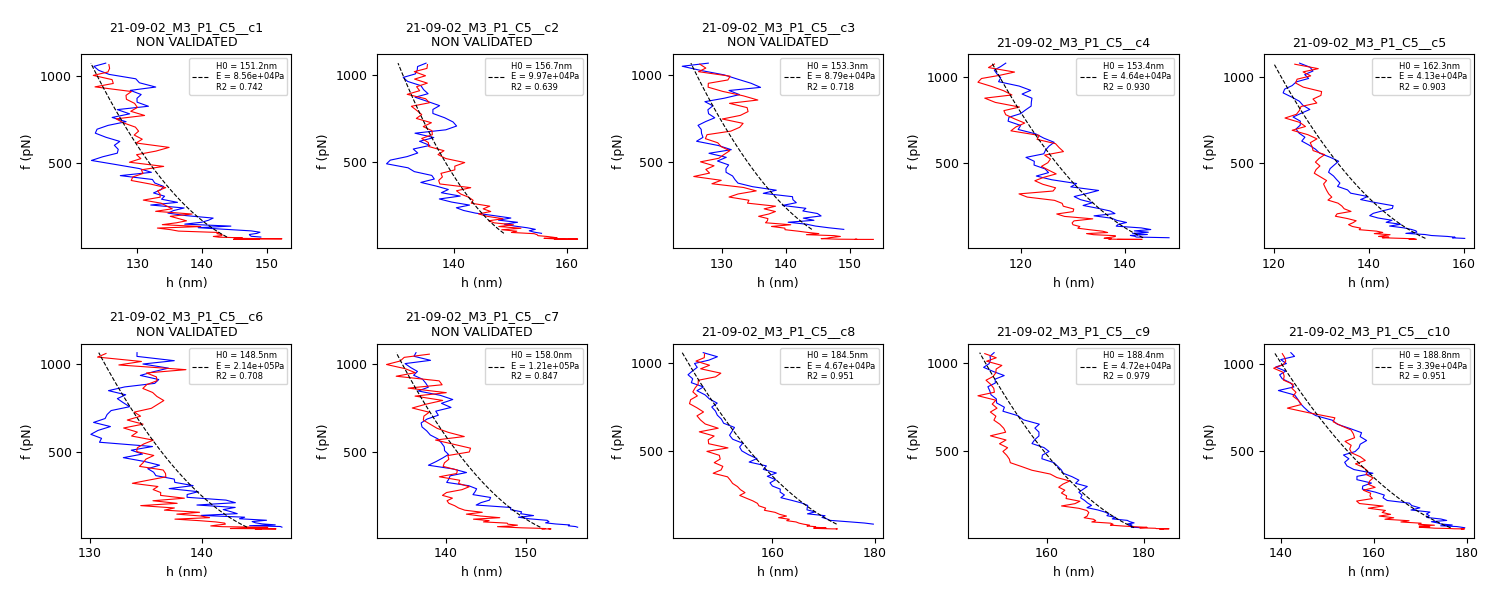 21-09-02_M3_P1_C5__c1
NON VALIDATED
H0 = 151.2nm
E = 8.56e+04Pa
R2 = 0.742
1000
500
f (pN)
130 140 150
h (nm)
21-09-02_M3_P1_C5__c2
NON VALIDATED
H0 = 156.7nm
E = 9.97e+04Pa
R2 = 0.639
1000
500
f (pN)
140 160
h (nm)
21-09-02_M3_P1_C5__c3
NON VALIDATED
H0 = 153.3nm
E = 8.79e+04Pa
R2 = 0.718
1000
500
f (pN)
130 140 150
h (nm)
21-09-02_M3_P1_C5__c4
H0 = 153.4nm
E = 4.64e+04Pa
R2 = 0.930
1000
500
f (pN)
120 140
h (nm)
21-09-02_M3_P1_C5__c5
H0 = 162.3nm
E = 4.13e+04Pa
R2 = 0.903
1000
500
f (pN)
120 140 160
h (nm)
21-09-02_M3_P1_C5__c6
NON VALIDATED
H0 = 148.5nm
E = 2.14e+05Pa
R2 = 0.708
1000
500
f (pN)
130 140
h (nm)
21-09-02_M3_P1_C5__c7
NON VALIDATED
H0 = 158.0nm
E = 1.21e+05Pa
R2 = 0.847
1000
500
f (pN)
140 150
h (nm)
21-09-02_M3_P1_C5__c8
H0 = 184.5nm
E = 4.67e+04Pa
R2 = 0.951
1000
500
f (pN)
160 180
h (nm)
21-09-02_M3_P1_C5__c9
H0 = 188.4nm
E = 4.72e+04Pa
R2 = 0.979
1000
500
f (pN)
160 180
h (nm)
21-09-02_M3_P1_C5__c10
H0 = 188.8nm
E = 3.39e+04Pa
R2 = 0.951
1000
500
f (pN)
140 160 180
h (nm)